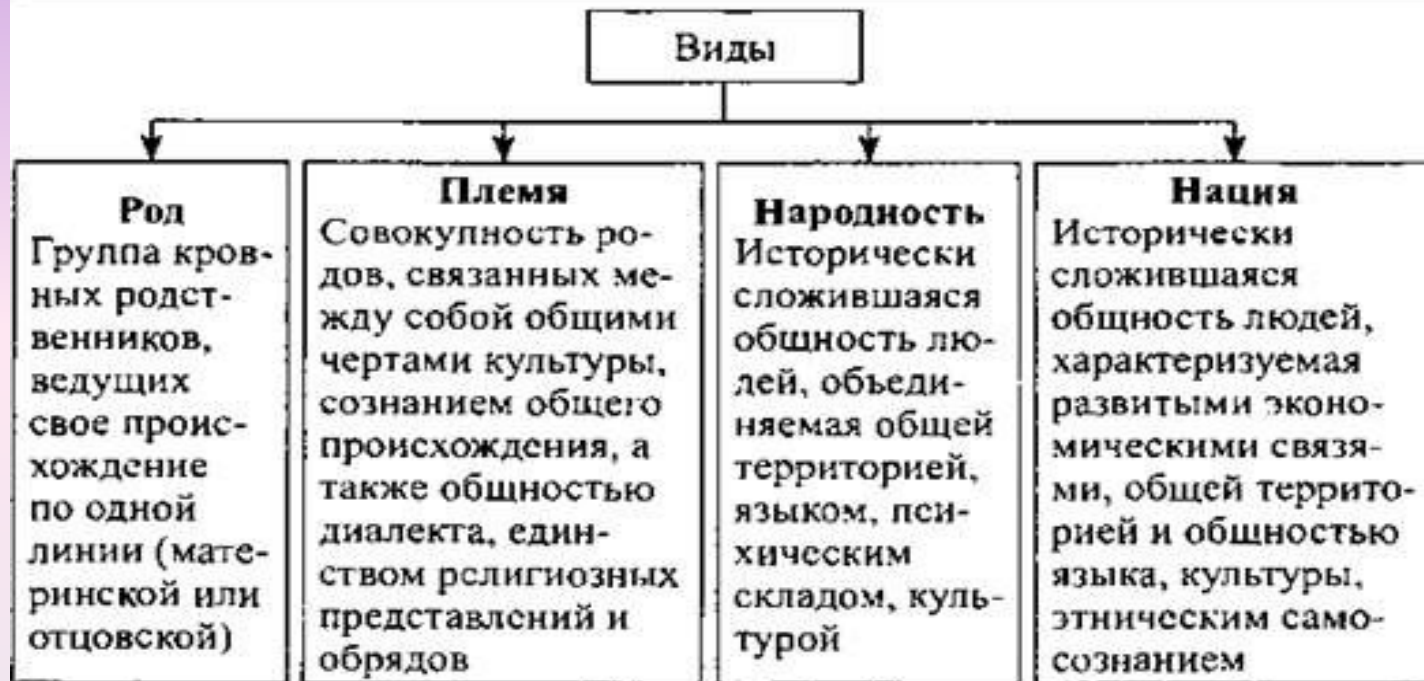 Виды
Род
Группа кров-
ных родст-
венников,
ведущих
свое проис-
хождение
по одной
линии (мате-
ринской или
отцовской)
Племя
Совокупность ро-
дов, связанных ме-
жду собой общими
чертами культуры,
сознанием общего
происхождения, а
также общностью
диалекта, един-
ством религиозных
представлений и
обрядов
Народность
Исторически
сложившаяся
общность лю-
дей, объеди-
няемая общей
территорией,
языком, пси-
хическим
складом, куль-
турой
Нация
Исторически
сложившаяся
общность людей,
характеризуемая
развитыми эконо-
мическими связя-
ми, общей террито-
рией и общностью
языка, культуры,
этническим само-
сознанием